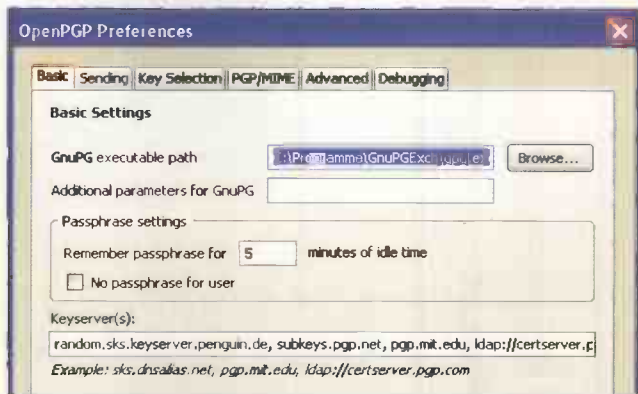 OpenPGP Preferences
Basic Sending Key Selection PGP/MIME Advanced Debugging
Basic Settings
GnuPG executable path :\Programme\GnuPGExch\gpg.e Browse...
Additional parameters for GnuPG
Passphrase settings
Remember passphrase for 5 minutes of idle time
No passphrase for user
Keyserver(s):
random.sks.keyserver.penguin.de, subkeys.pgp.net, pgp.mit.edu, ldap://certserver.p
Example: sks.dnsalias.net, pgp.mit.edu, ldap://certserver.pgp.com